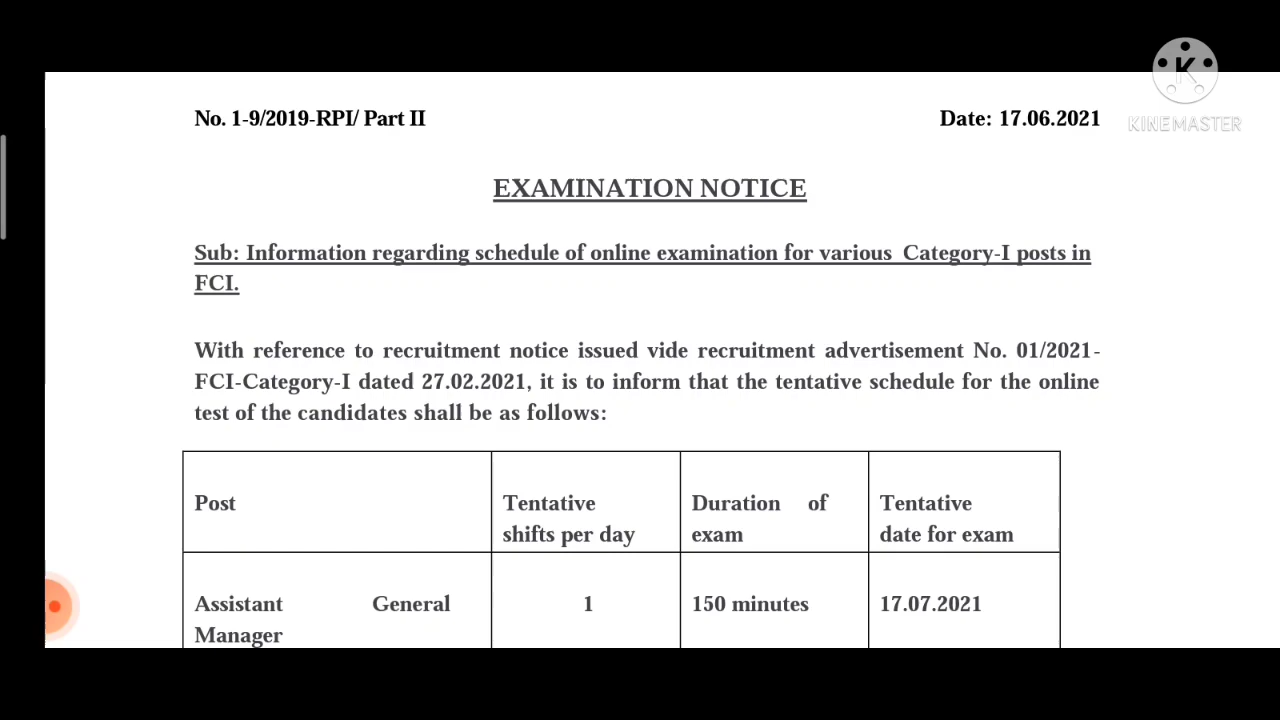 K
KINEMASTER
No. 1-9/2019-RPI/ Part II Date: 17.06.2021
EXAMINATION NOTICE
Sub: Information regarding schedule of online examination for various Category-I posts in
FCI.
With reference to recruitment notice issued vide recruitment advertisement No. 01/2021-
FCI-Category-I dated 27.02.2021, it is to inform that the tentative schedule for the online
test of the candidates shall be as follows:
Post Tentative Duration of Tentative
shifts per day exam date for exam
Assistant General 1 150 minutes 17.07.2021
Manager